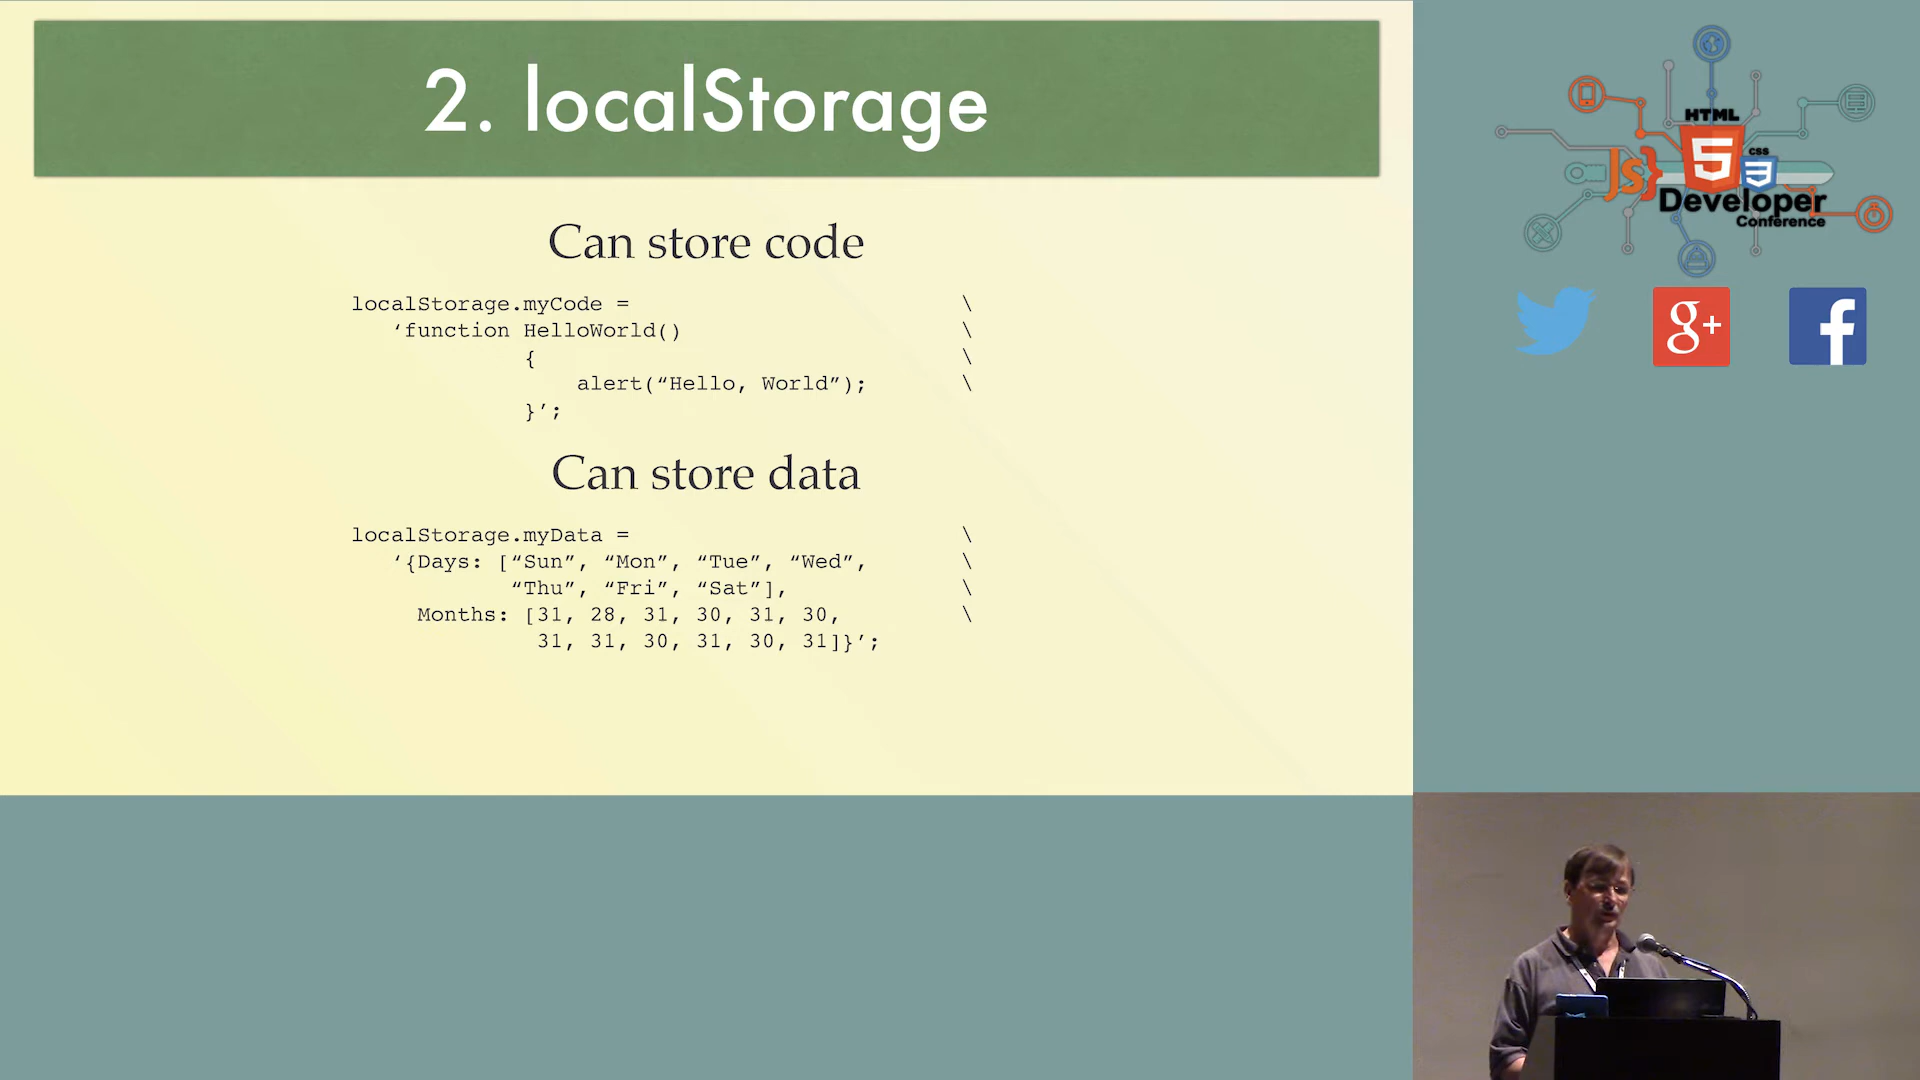 2. localStorage
Can store code
localStorage.myCode = \
‘function HelloWorld() \
{ \
alert(“Hello, World”); \
}’;
Can store data
localStorage.myData = \
‘{Days: [“Sun”, “Mon”, “Tue”, “Wed”, \
“Thu”, “Fri”, “Sat”], \
Months: [31, 28, 31, 30, 31, 30, \
31, 31, 30, 31, 30, 31]}’;
HTML
5
CSS
3
JS}
Developer
Conference
g+
f